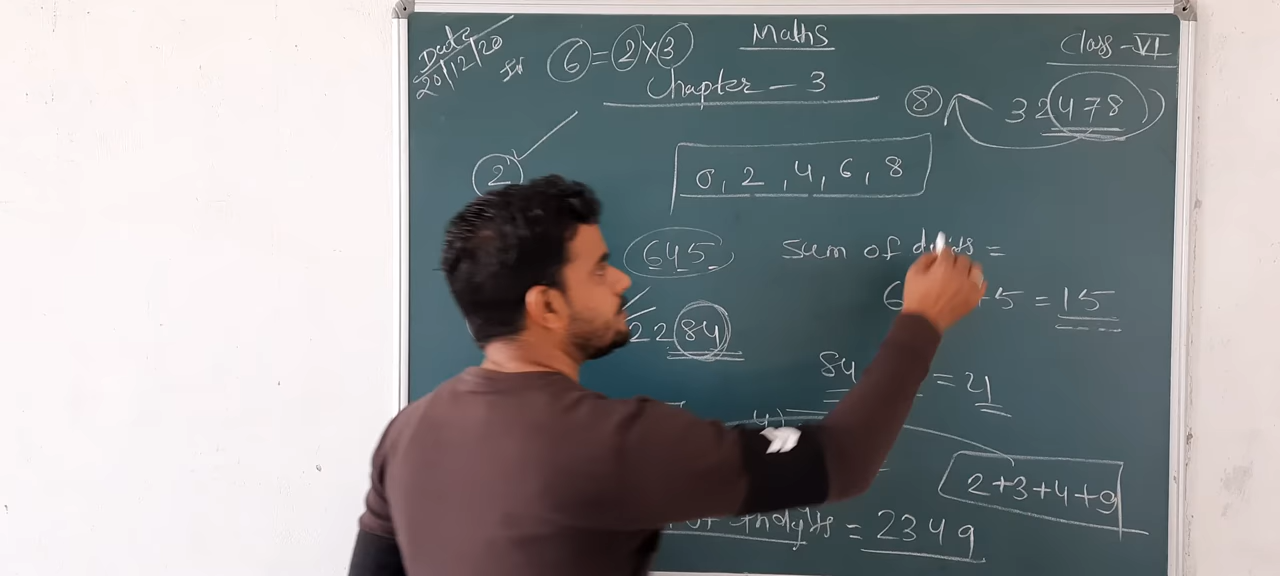 Date
20/12/20
6 = 2 × 3
Maths
Class - VI
Chapter - 3
8
32478
2
0, 2, 4, 6, 8
645
Sum of digits =
6 +5 = 15
2284
84 = 21
4)
2+3+4+9
= 2349